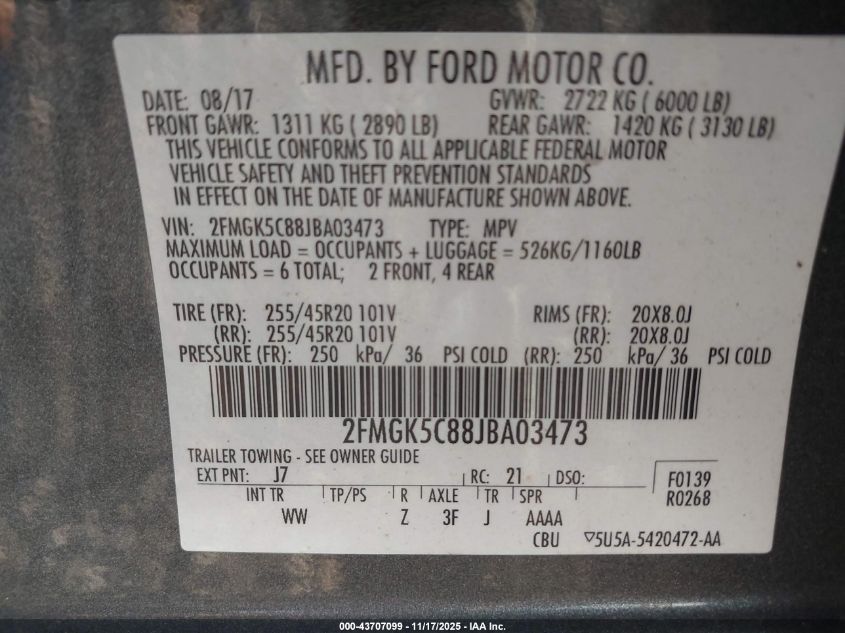 MFD. BY FORD MOTOR CO.
DATE: 08/17 GVWR: 2722 KG ( 6000 LB)
FRONT GAWR: 1311 KG ( 2890 LB) REAR GAWR: 1420 KG ( 3130 LB)
THIS VEHICLE CONFORMS TO ALL APPLICABLE FEDERAL MOTOR
VEHICLE SAFETY AND THEFT PREVENTION STANDARDS
IN EFFECT ON THE DATE OF MANUFACTURE SHOWN ABOVE.
VIN: 2FMGK5C88JBA03473 TYPE: MPV
MAXIMUM LOAD = OCCUPANTS + LUGGAGE = 526KG/1160LB
OCCUPANTS = 6 TOTAL; 2 FRONT, 4 REAR
TIRE (FR): 255/45R20 101V RIMS (FR): 20X8.0J
(RR): 255/45R20 101V (RR): 20X8.0J
PRESSURE (FR): 250 kPa/ 36 PSI COLD (RR): 250 kPa/ 36 PSI COLD
2FMGK5C88JBA03473
TRAILER TOWING - SEE OWNER GUIDE
EXT PNT: J7 RC: 21 DSO: F0139
INT TR TP/PS R AXLE TR SPR R0268
WW Z 3F J AAAA
CBU ▽5U5A-5420472-AA
000-43707099 — 11/17/2025 — IAA Inc.